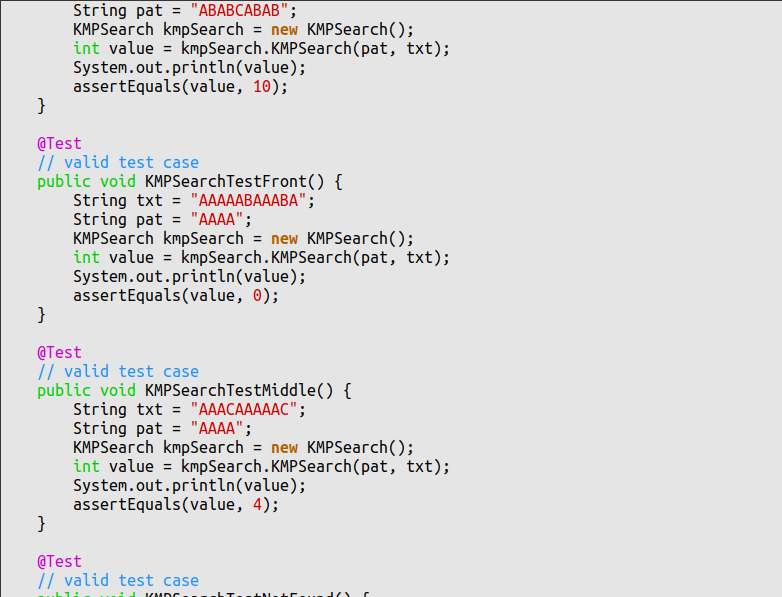 String pat = "ABABCABAB";
KMPSearch kmpSearch = new KMPSearch();
int value = kmpSearch.KMPSearch(pat, txt);
System.out.println(value);
assertEquals(value, 10);
}
@Test
// valid test case
public void KMPSearchTestFront() {
String txt = "AAAAABAAABA";
String pat = "AAAA";
KMPSearch kmpSearch = new KMPSearch();
int value = kmpSearch.KMPSearch(pat, txt);
System.out.println(value);
assertEquals(value, 0);
}
@Test
// valid test case
public void KMPSearchTestMiddle() {
String txt = "AAACAAAAAC";
String pat = "AAAA";
KMPSearch kmpSearch = new KMPSearch();
int value = kmpSearch.KMPSearch(pat, txt);
System.out.println(value);
assertEquals(value, 4);
}
@Test
// valid test case
public void KMPSearchTestNotFound() {